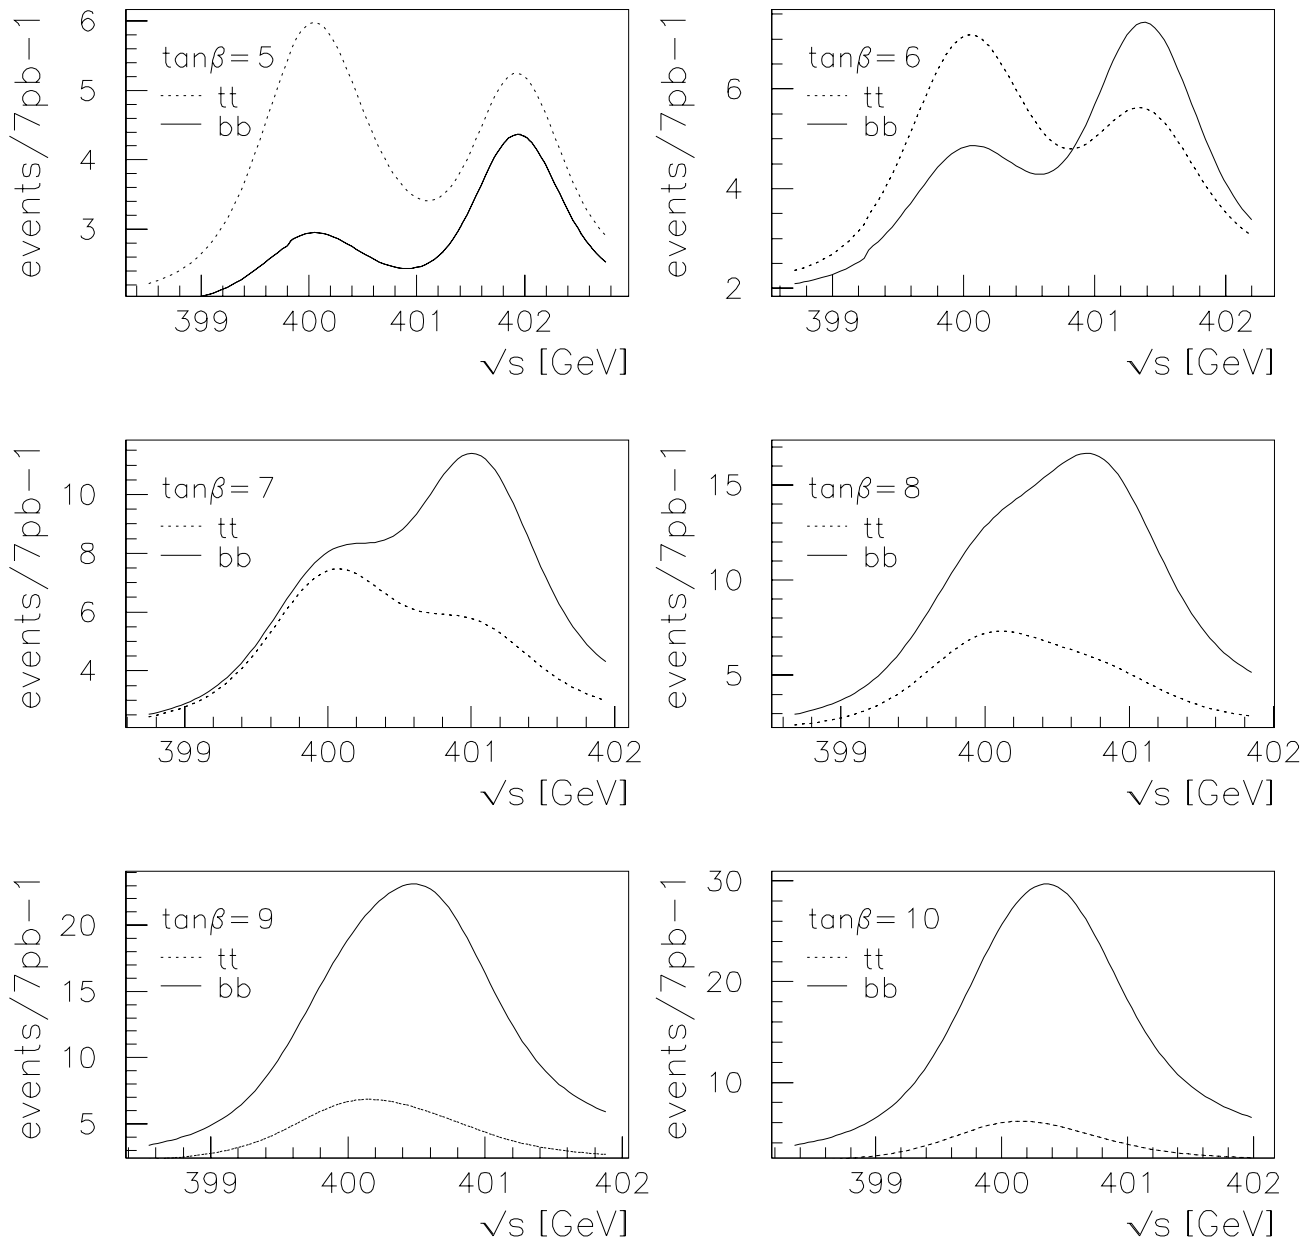 events/7pb−1
6
5
4
3
tanβ=5
tt
bb
399 400 401 402
√s [GeV]
events/7pb−1
6
4
2
tanβ=6
tt
bb
399 400 401 402
√s [GeV]
events/7pb−1
10
8
6
4
tanβ=7
tt
bb
399 400 401 402
√s [GeV]
events/7pb−1
15
10
5
tanβ=8
tt
bb
399 400 401 402
√s [GeV]
events/7pb−1
20
15
10
5
tanβ=9
tt
bb
399 400 401 402
√s [GeV]
events/7pb−1
30
20
10
tanβ=10
tt
bb
399 400 401 402
√s [GeV]